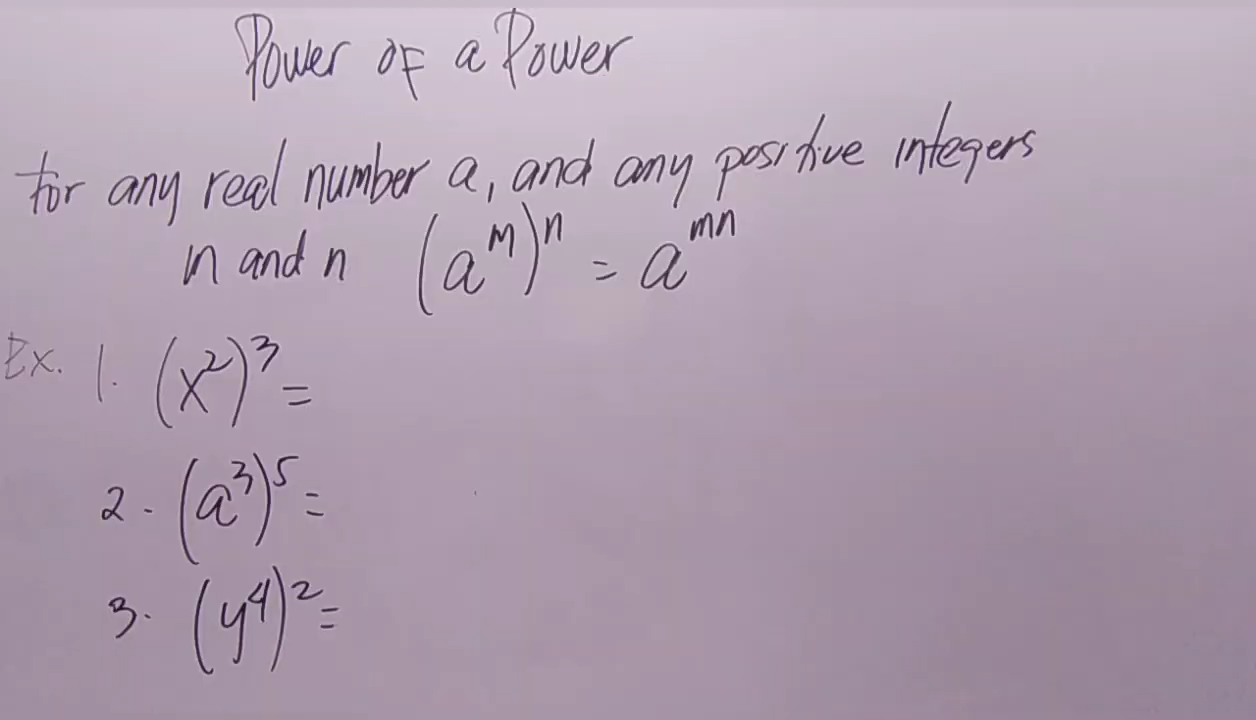 Power of a Power
For any real number a, and any positive integers
m and n (a^m)^n = a^mn
Ex. 1. (x^2)^3 =
2. (a^3)^5 =
3. (y^4)^2 =